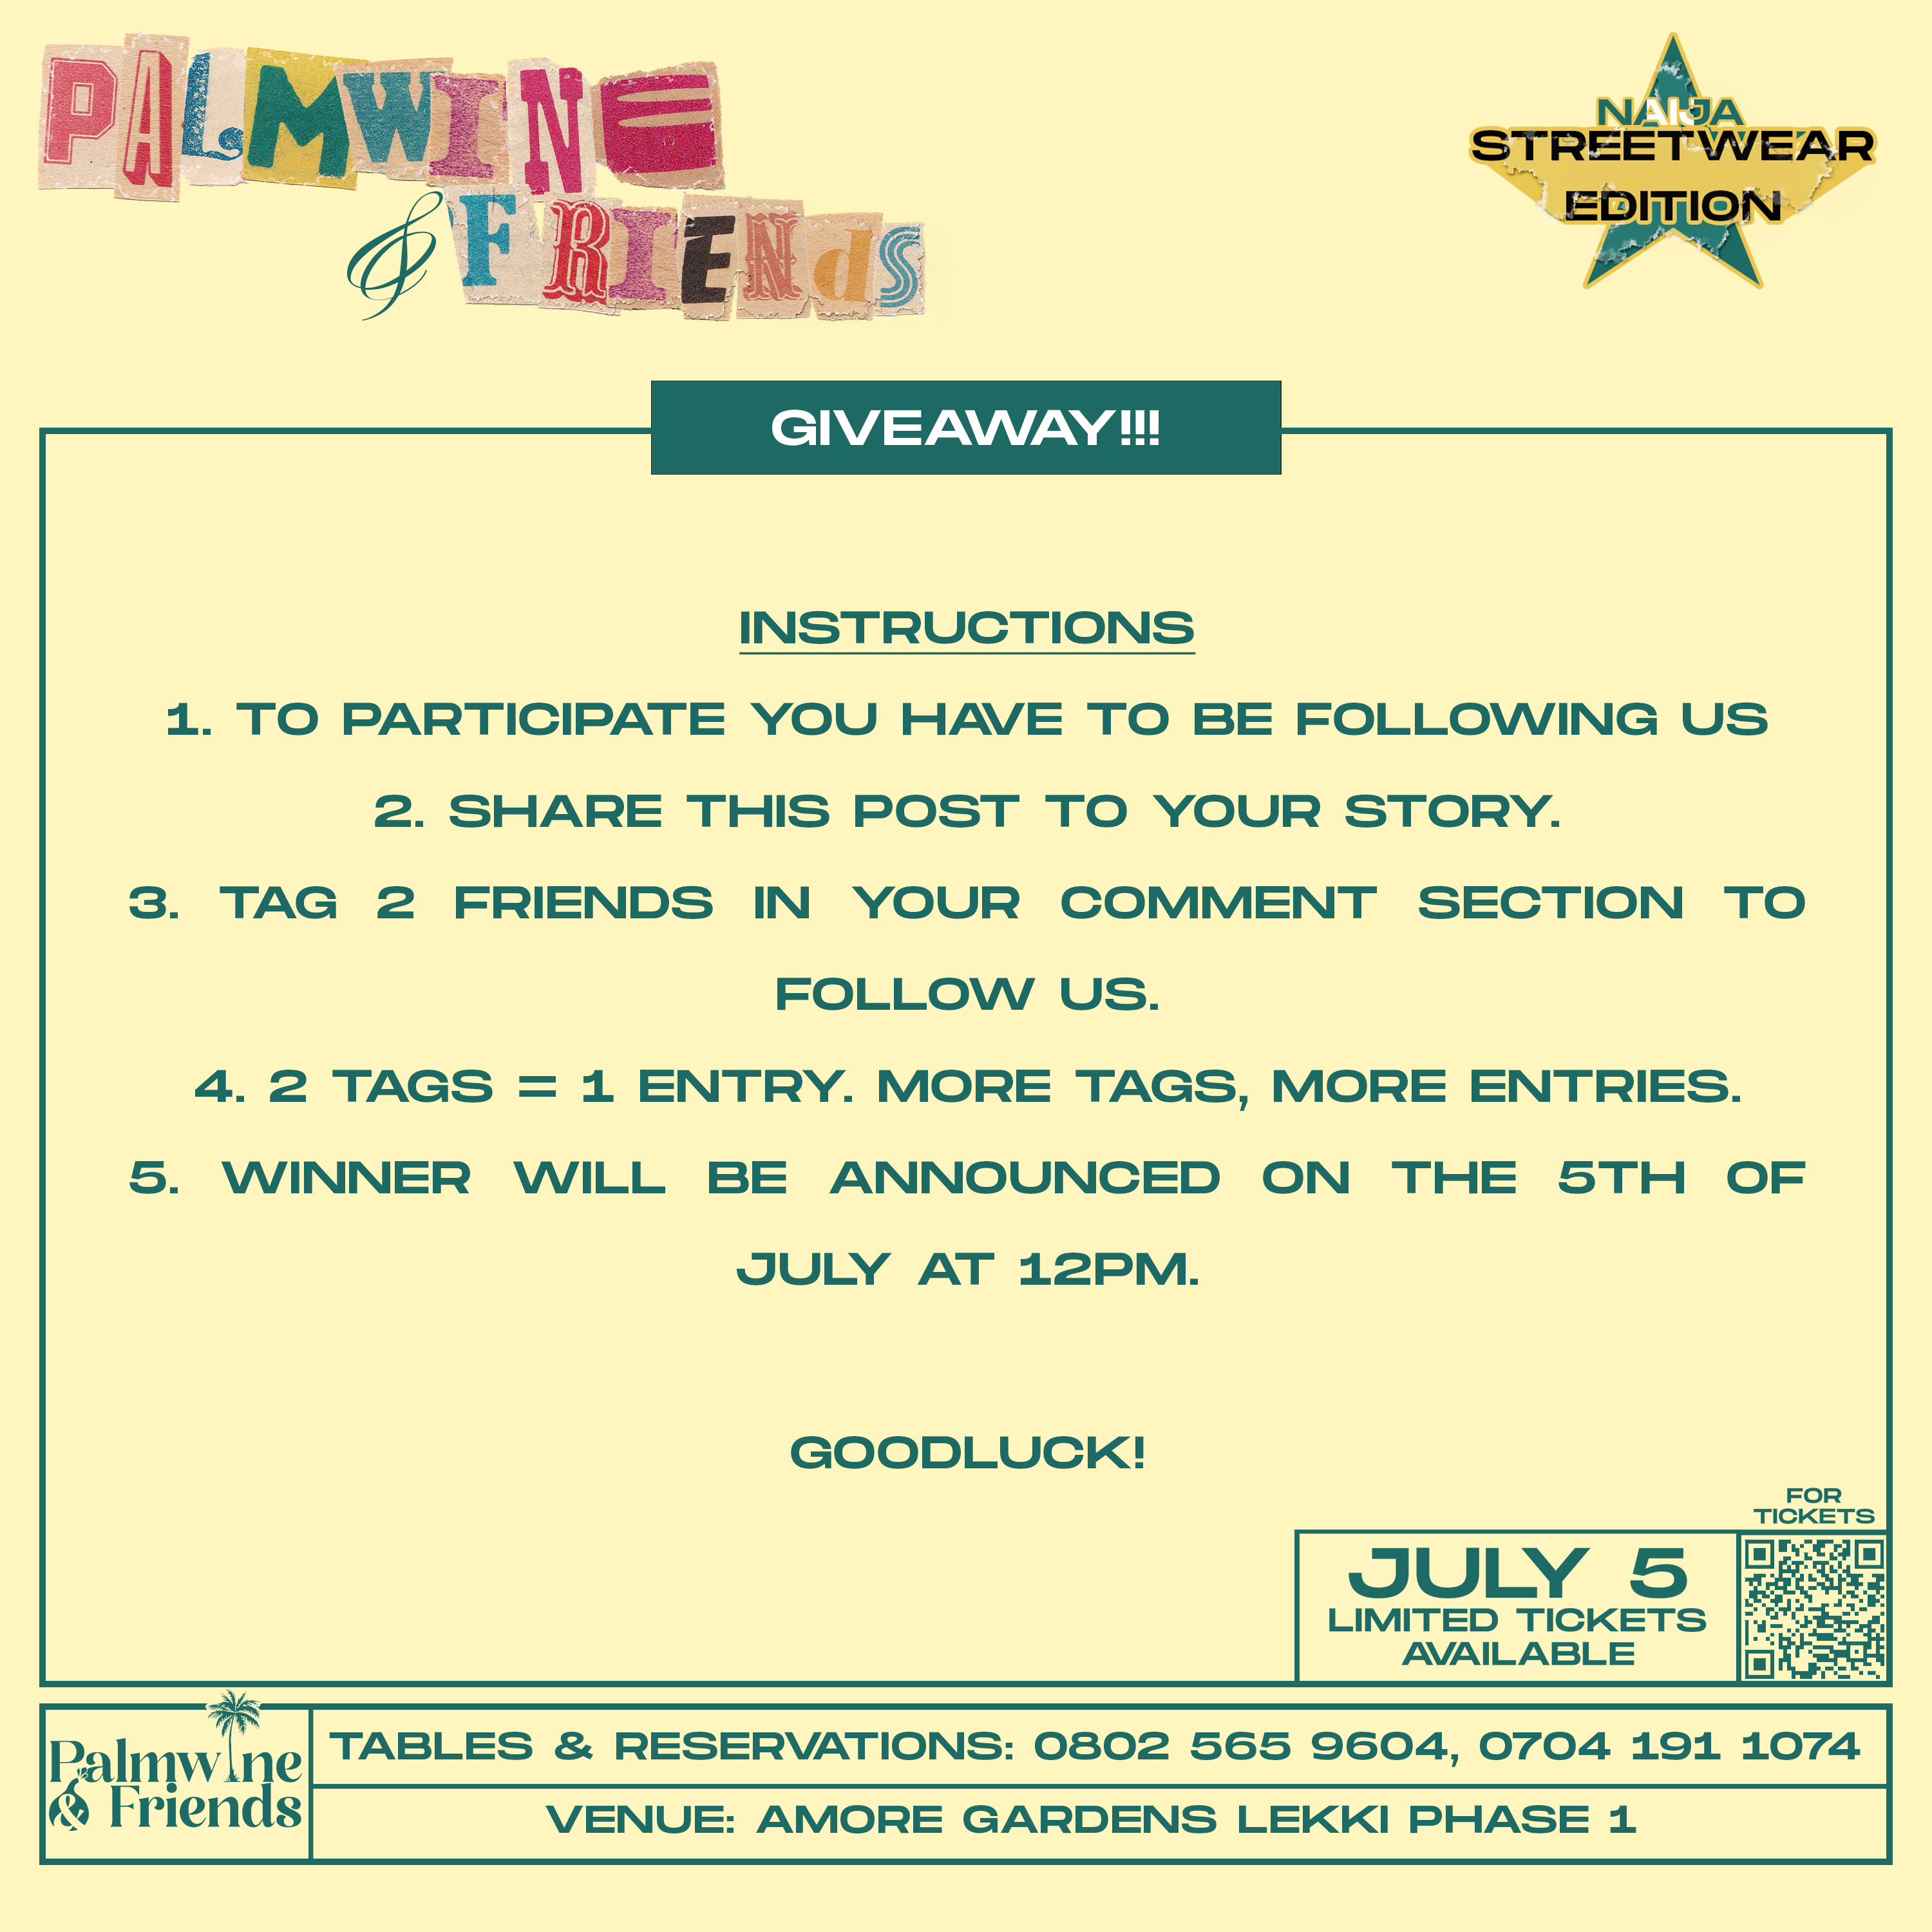 PALMWINE
& FRIENds
NAIJA
STREETWEAR
EDITION
GIVEAWAY!!!
INSTRUCTIONS
1. TO PARTICIPATE YOU HAVE TO BE FOLLOWING US
2. SHARE THIS POST TO YOUR STORY.
3. TAG 2 FRIENDS IN YOUR COMMENT SECTION TO
FOLLOW US.
4. 2 TAGS = 1 ENTRY. MORE TAGS, MORE ENTRIES.
5. WINNER WILL BE ANNOUNCED ON THE 5TH OF
JULY AT 12PM.
GOODLUCK!
FOR
TICKETS
JULY 5
LIMITED TICKETS
AVAILABLE
Palmwine
& Friends
TABLES & RESERVATIONS: 0802 565 9604, 0704 191 1074
VENUE: AMORE GARDENS LEKKI PHASE 1